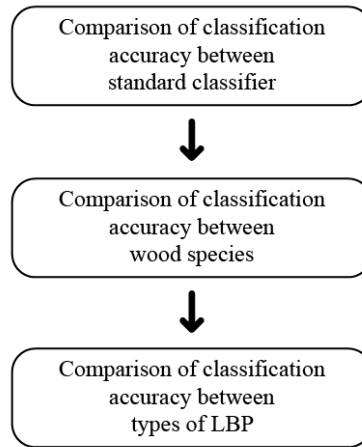 Comparison of classification
accuracy between
standard classifier
Comparison of classification
accuracy between
wood species
Comparison of classification
accuracy between
types of LBP